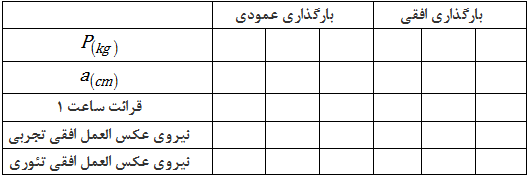 بارگذاری افقی بارگذاری عمودی
P(kg)
a(cm)
قرائت ساعت ۱
نیروی عکس العمل افقی تجربی
نیروی عکس العمل افقی تئوری